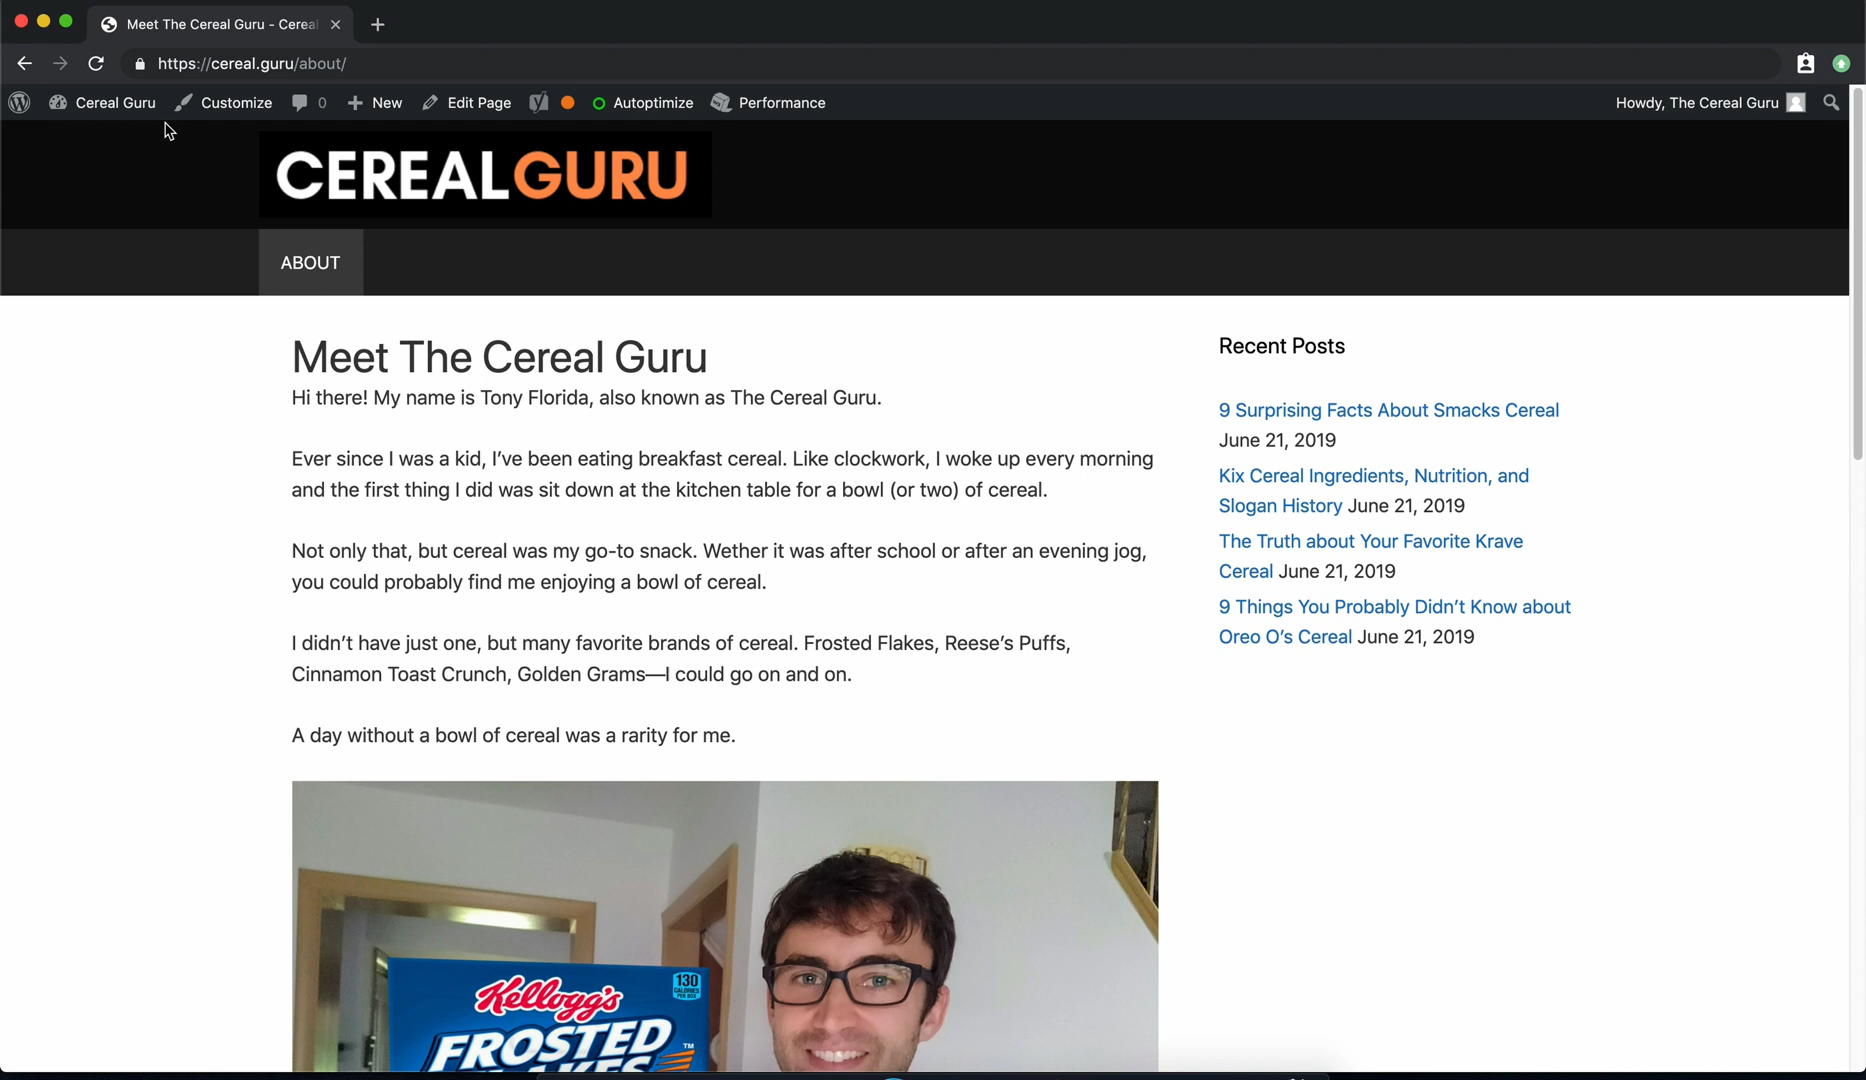 Meet The Cereal Guru - Cereal
https://cereal.guru/about/
Cereal Guru Customize 0 New Edit Page Autoptimize Performance Howdy, The Cereal Guru
CEREALGURU
ABOUT
Meet The Cereal Guru
Hi there! My name is Tony Florida, also known as The Cereal Guru.
Ever since I was a kid, I've been eating breakfast cereal. Like clockwork, I woke up every morning
and the first thing I did was sit down at the kitchen table for a bowl (or two) of cereal.
Not only that, but cereal was my go-to snack. Wether it was after school or after an evening jog,
you could probably find me enjoying a bowl of cereal.
I didn't have just one, but many favorite brands of cereal. Frosted Flakes, Reese's Puffs,
Cinnamon Toast Crunch, Golden Grams—I could go on and on.
A day without a bowl of cereal was a rarity for me.
Kellogg's
130
CALORIES
PER BOX
FROSTED
FLAKES
TM
Recent Posts
9 Surprising Facts About Smacks Cereal
June 21, 2019
Kix Cereal Ingredients, Nutrition, and
Slogan History June 21, 2019
The Truth about Your Favorite Krave
Cereal June 21, 2019
9 Things You Probably Didn't Know about
Oreo O's Cereal June 21, 2019